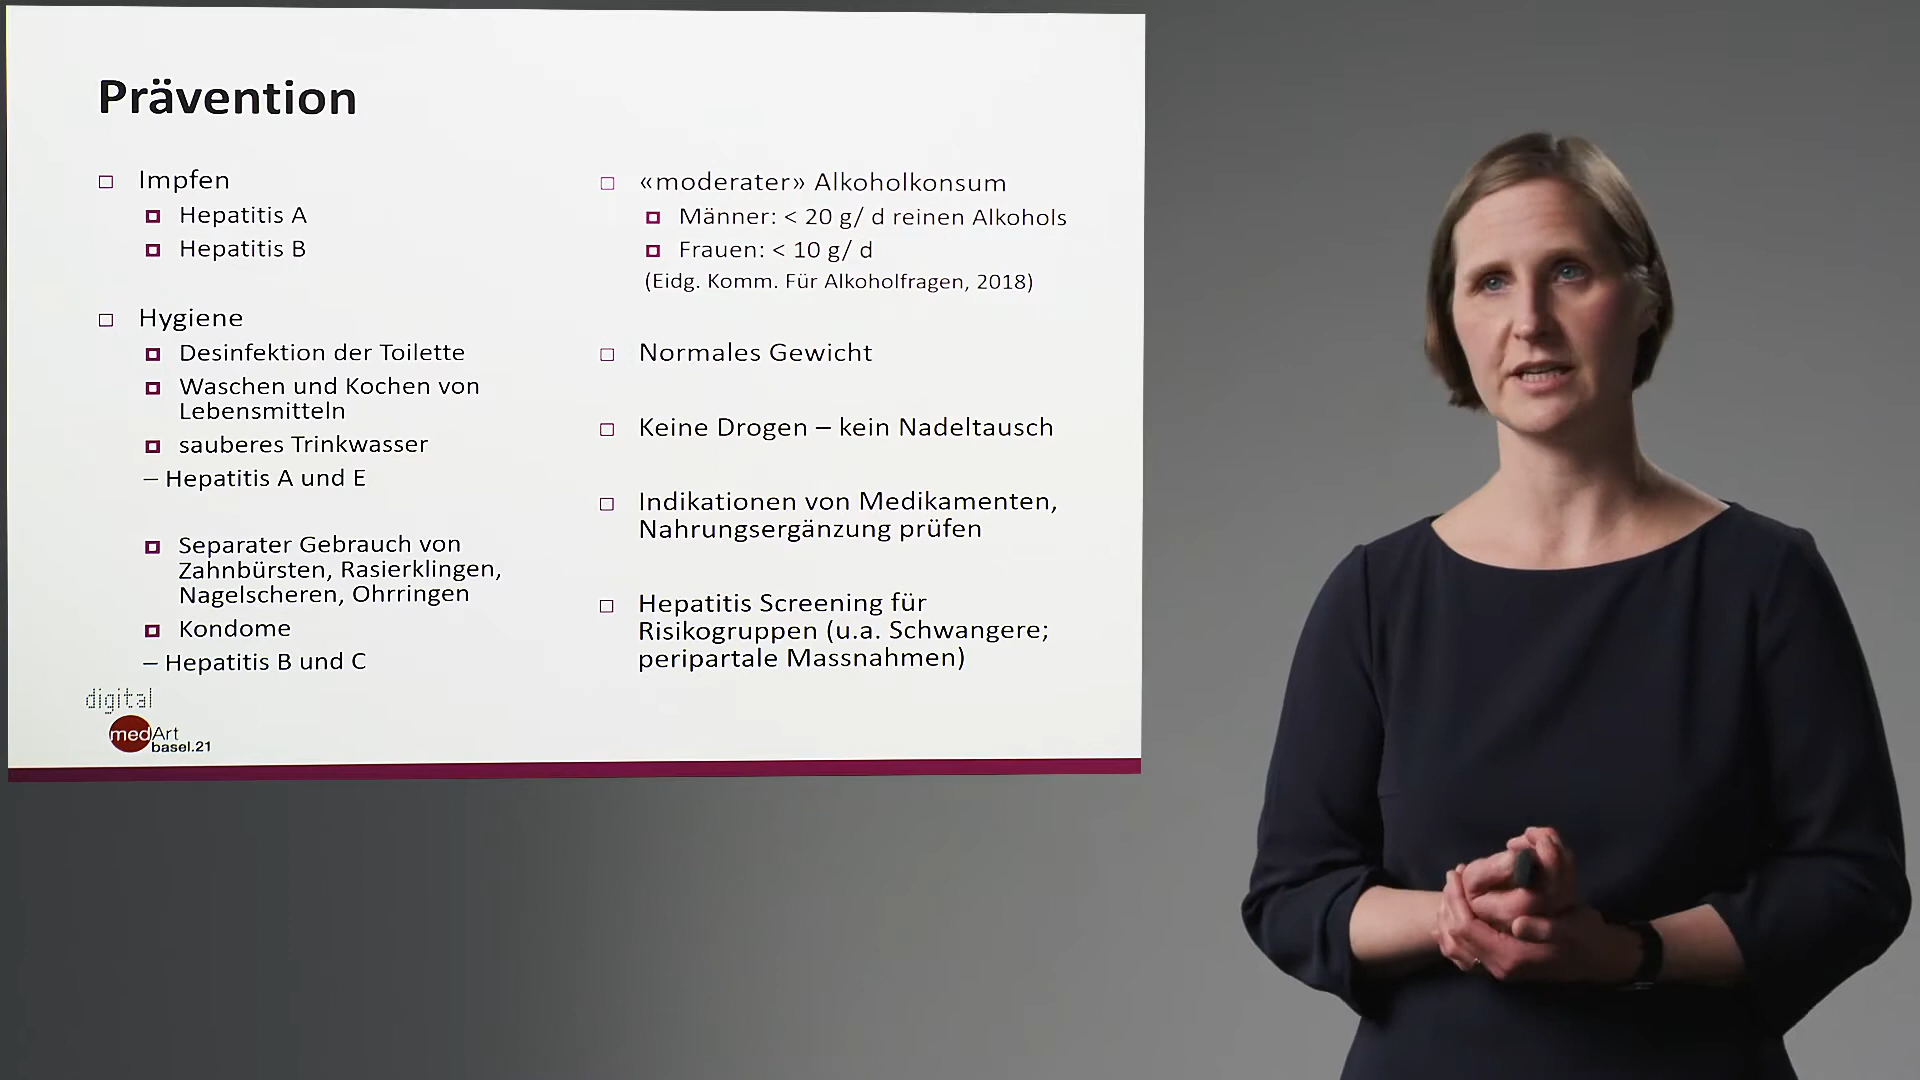 Prävention
Impfen
Hepatitis A
Hepatitis B
Hygiene
Desinfektion der Toilette
Waschen und Kochen von
Lebensmitteln
sauberes Trinkwasser
– Hepatitis A und E
Separater Gebrauch von
Zahnbürsten, Rasierklingen,
Nagelscheren, Ohrringen
Kondome
– Hepatitis B und C
«moderater» Alkoholkonsum
Männer: < 20 g/ d reinen Alkohols
Frauen: < 10 g/ d
(Eidg. Komm. Für Alkoholfragen, 2018)
Normales Gewicht
Keine Drogen – kein Nadeltausch
Indikationen von Medikamenten,
Nahrungsergänzung prüfen
Hepatitis Screening für
Risikogruppen (u.a. Schwangere;
peripartale Massnahmen)
digital
medArt
basel.21